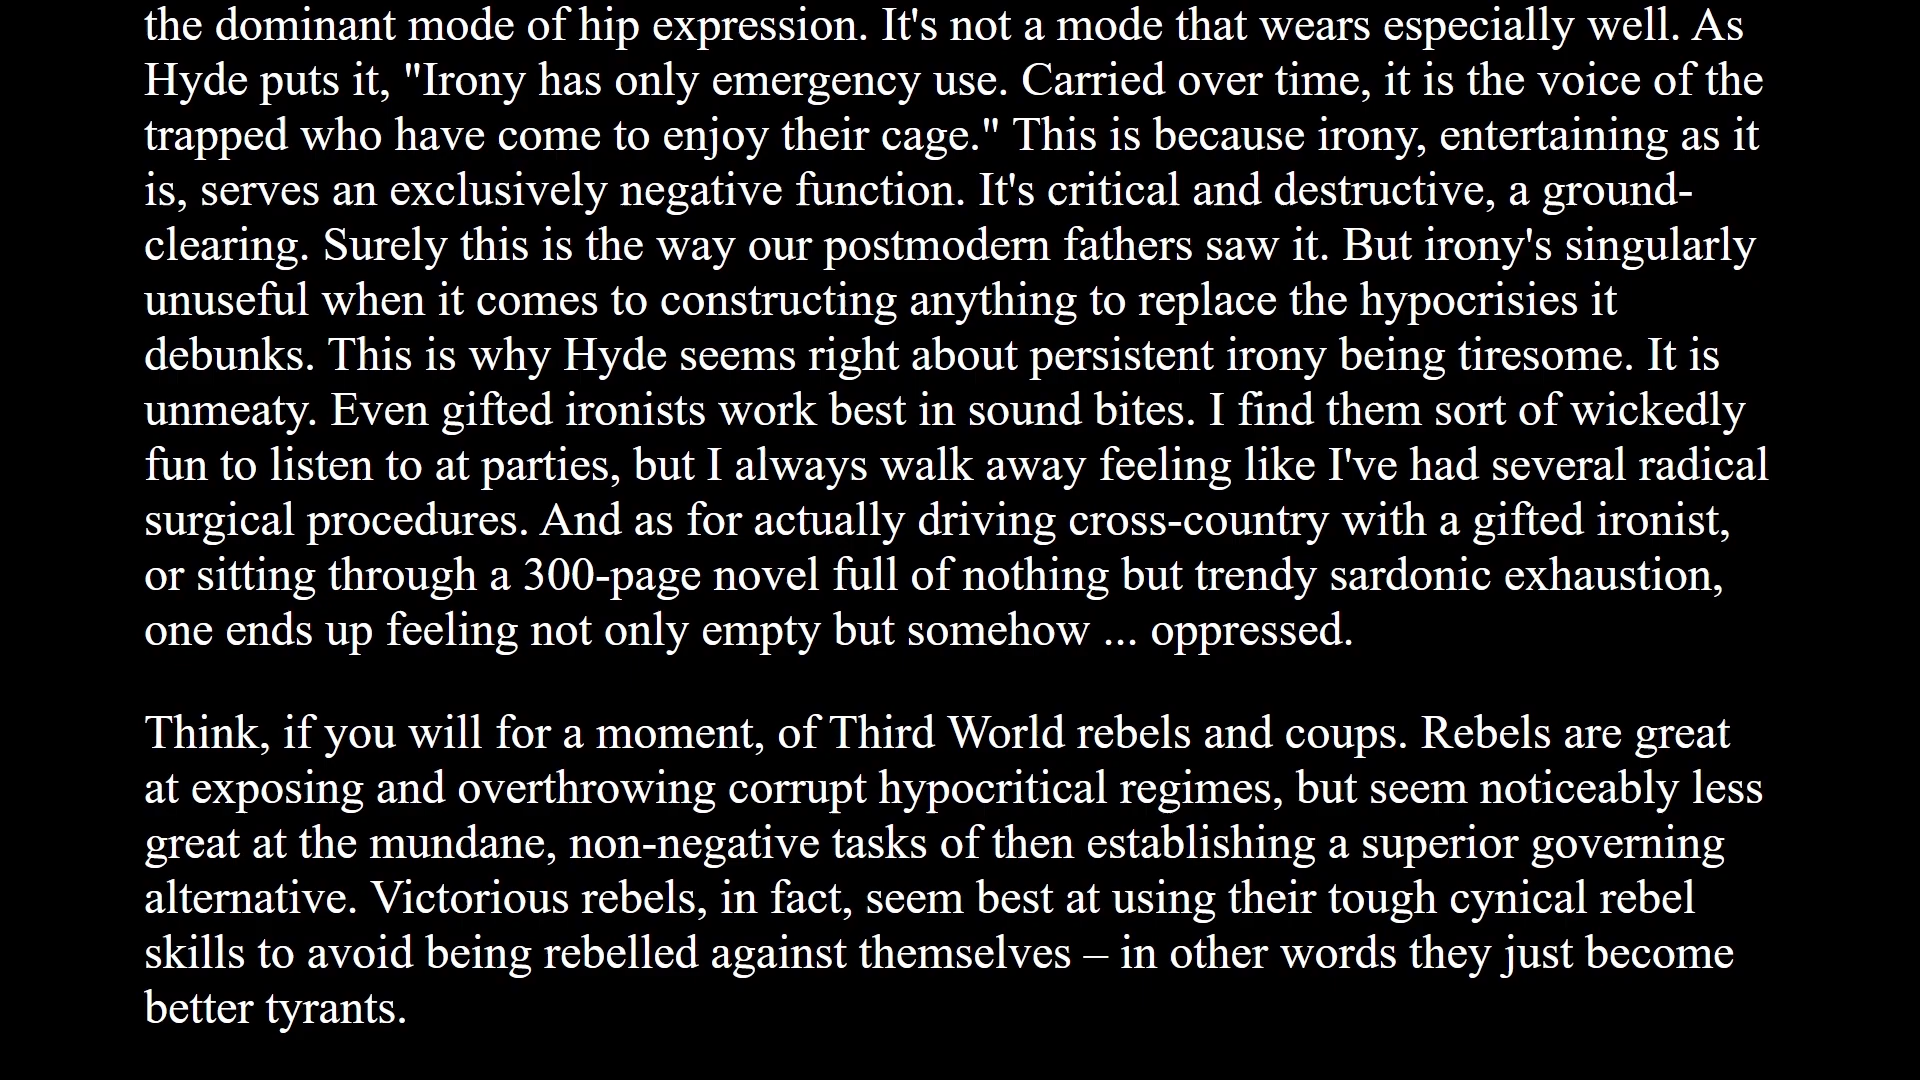 the dominant mode of hip expression. It's not a mode that wears especially well. As
Hyde puts it, "Irony has only emergency use. Carried over time, it is the voice of the
trapped who have come to enjoy their cage." This is because irony, entertaining as it
is, serves an exclusively negative function. It's critical and destructive, a ground-
clearing. Surely this is the way our postmodern fathers saw it. But irony's singularly
unuseful when it comes to constructing anything to replace the hypocrisies it
debunks. This is why Hyde seems right about persistent irony being tiresome. It is
unmeaty. Even gifted ironists work best in sound bites. I find them sort of wickedly
fun to listen to at parties, but I always walk away feeling like I've had several radical
surgical procedures. And as for actually driving cross-country with a gifted ironist,
or sitting through a 300-page novel full of nothing but trendy sardonic exhaustion,
one ends up feeling not only empty but somehow ... oppressed.
Think, if you will for a moment, of Third World rebels and coups. Rebels are great
at exposing and overthrowing corrupt hypocritical regimes, but seem noticeably less
great at the mundane, non-negative tasks of then establishing a superior governing
alternative. Victorious rebels, in fact, seem best at using their tough cynical rebel
skills to avoid being rebelled against themselves – in other words they just become
better tyrants.